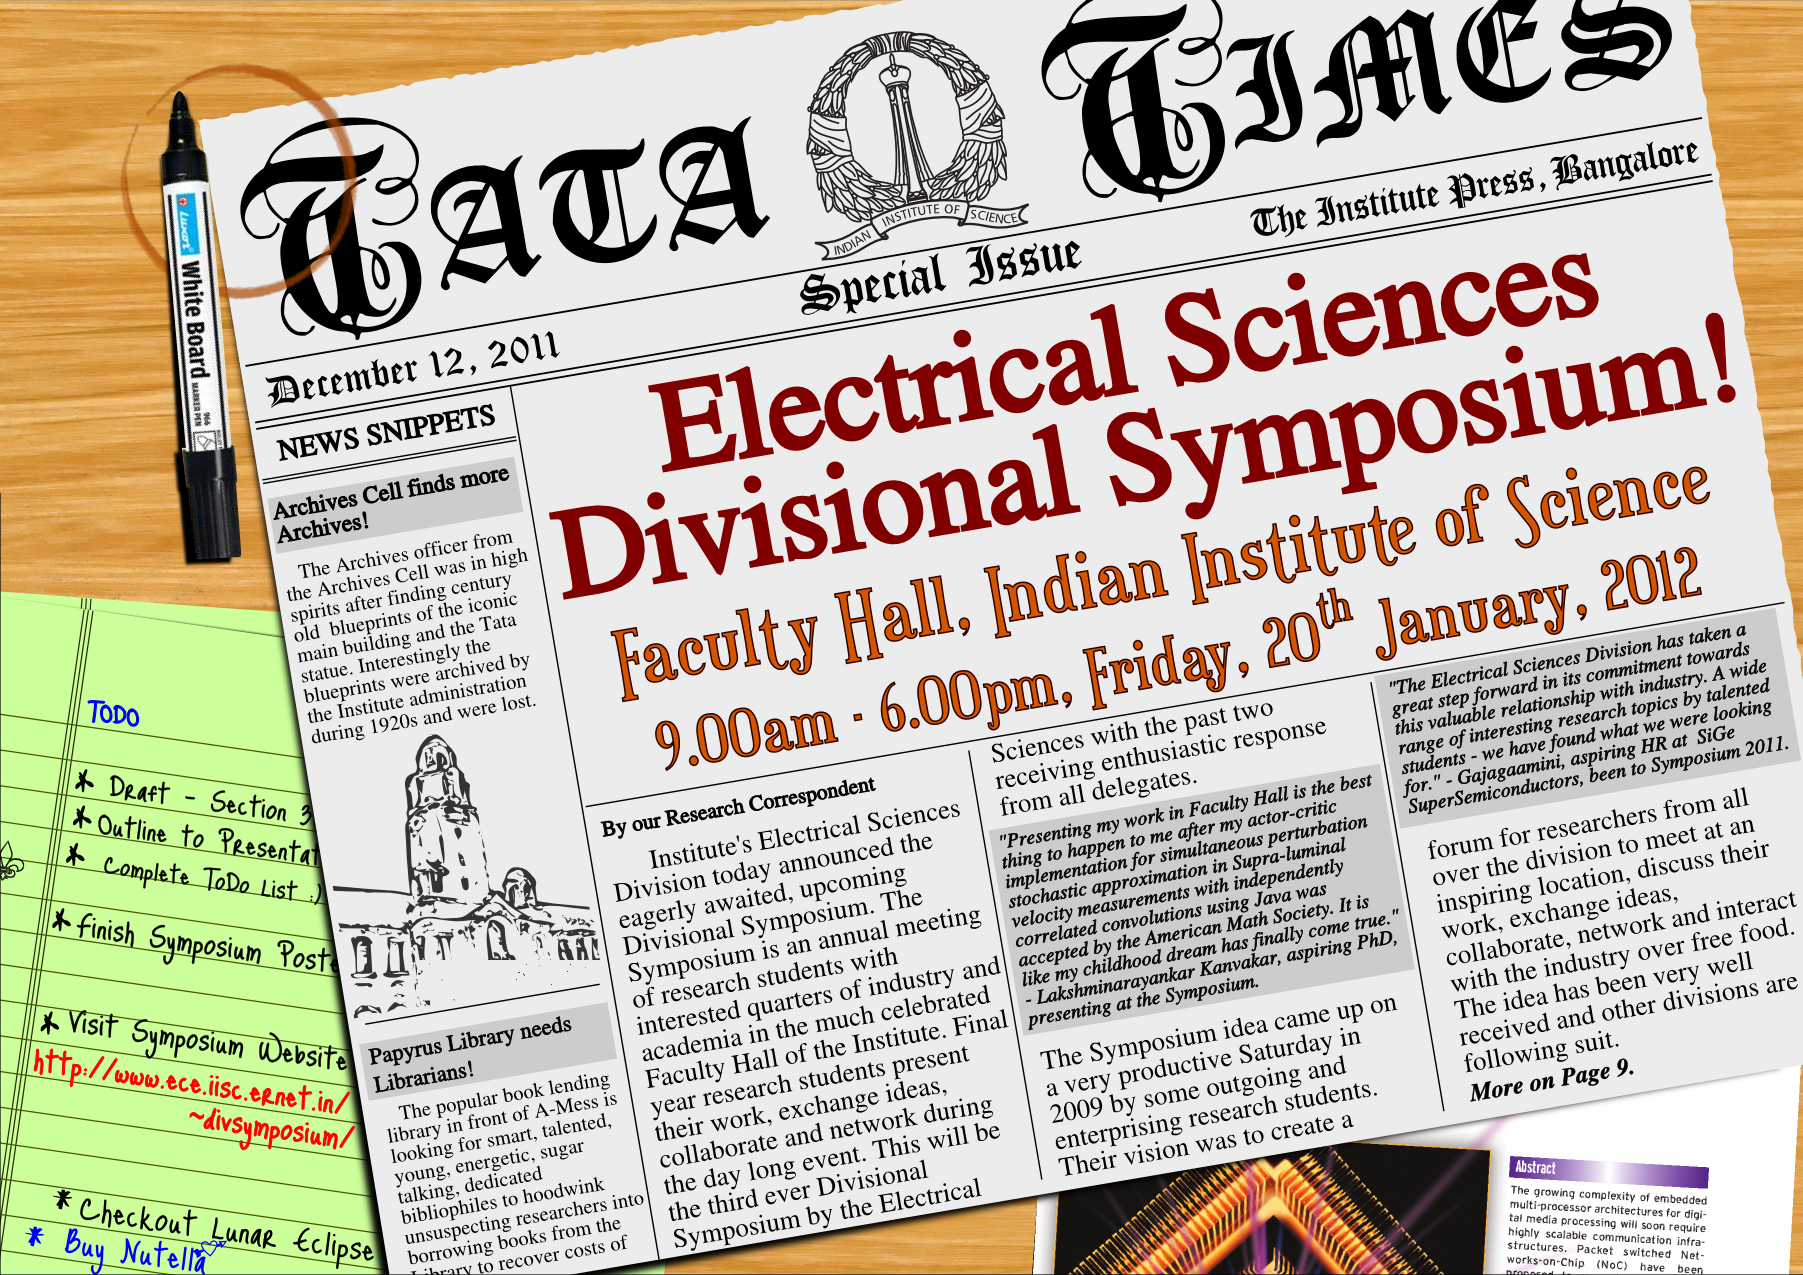 TATA TIMES
INDIAN INSTITUTE OF SCIENCE
December 12, 2011
Special Issue
The Institute Press, Bangalore
Electrical Sciences
Divisional Symposium!
Faculty Hall, Indian Institute of Science
9.00am - 6.00pm, Friday, 20th January, 2012
NEWS SNIPPETS
Archives Cell finds more
Archives!
The Archives officer from
the Archives Cell was in high
spirits after finding century
old blueprints of the iconic
main building and the Tata
statue. Interestingly the
blueprints were archived by
the Institute administration
during 1920s and were lost.
Papyrus Library needs
Librarians!
The popular book lending
library in front of A-Mess is
looking for smart, talented,
young, energetic, sugar
talking, dedicated
bibliophiles to hoodwink
unsuspecting researchers into
borrowing books from the
Library to recover costs of
By our Research Correspondent
Institute's Electrical Sciences
Division today announced the
eagerly awaited, upcoming
Divisional Symposium. The
Symposium is an annual meeting
of research students with
interested quarters of industry and
academia in the much celebrated
Faculty Hall of the Institute. Final
year research students present
their work, exchange ideas,
collaborate and network during
the day long event. This will be
the third ever Divisional
Symposium by the Electrical
Sciences with the past two
receiving enthusiastic response
from all delegates.
"Presenting my work in Faculty Hall is the best
thing to happen to me after my actor-critic
implementation for simultaneous perturbation
stochastic approximation in Supra-luminal
velocity measurements with independently
correlated convolutions using Java was
accepted by the American Math Society. It is
like my childhood dream has finally come true."
- Lakshminarayankar Kanvakar, aspiring PhD,
presenting at the Symposium.
The Symposium idea came up on
a very productive Saturday in
2009 by some outgoing and
enterprising research students.
Their vision was to create a
"The Electrical Sciences Division has taken a
great step forward in its commitment towards
this valuable relationship with industry. A wide
range of interesting research topics by talented
students - we have found what we were looking
for." - Gajagaamini, aspiring HR at SiGe
SuperSemiconductors, been to Symposium 2011.
forum for researchers from all
over the division to meet at an
inspiring location, discuss their
work, exchange ideas,
collaborate, network and interact
with the industry over free food.
The idea has been very well
received and other divisions are
following suit.
More on Page 9.
Luxor
White Board
MARKER PEN
966
TODO
* Draft - Section 3
* Outline to Presentat
* Complete ToDo List :)
* Finish Symposium Poste
* Visit Symposium Website
http://www.ece.iisc.ernet.in/
~divsymposium/
* Checkout Lunar Eclipse
* Buy Nutella
Abstract
The growing complexity of embedded
multi-processor architectures for digi-
tal media processing will soon require
highly scalable communication infra-
structures. Packet switched Net-
works-on-Chip (NoC) have been